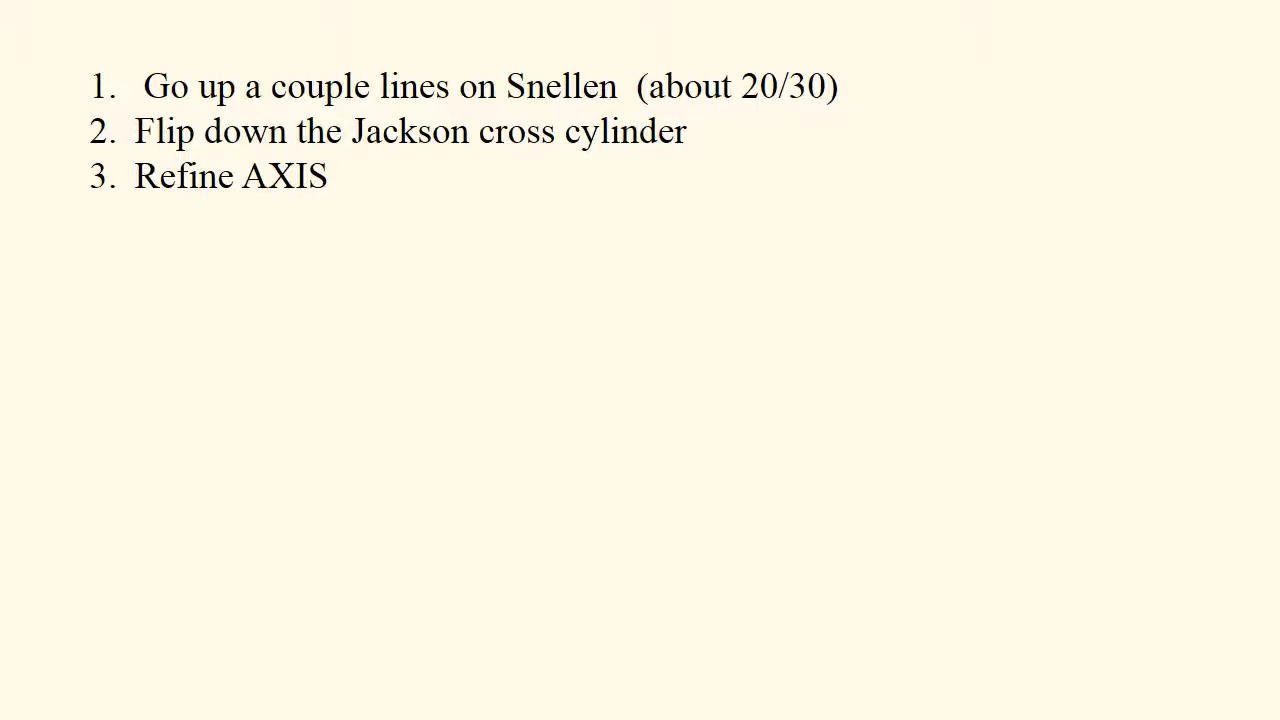 1. Go up a couple lines on Snellen (about 20/30)
2. Flip down the Jackson cross cylinder
3. Refine AXIS